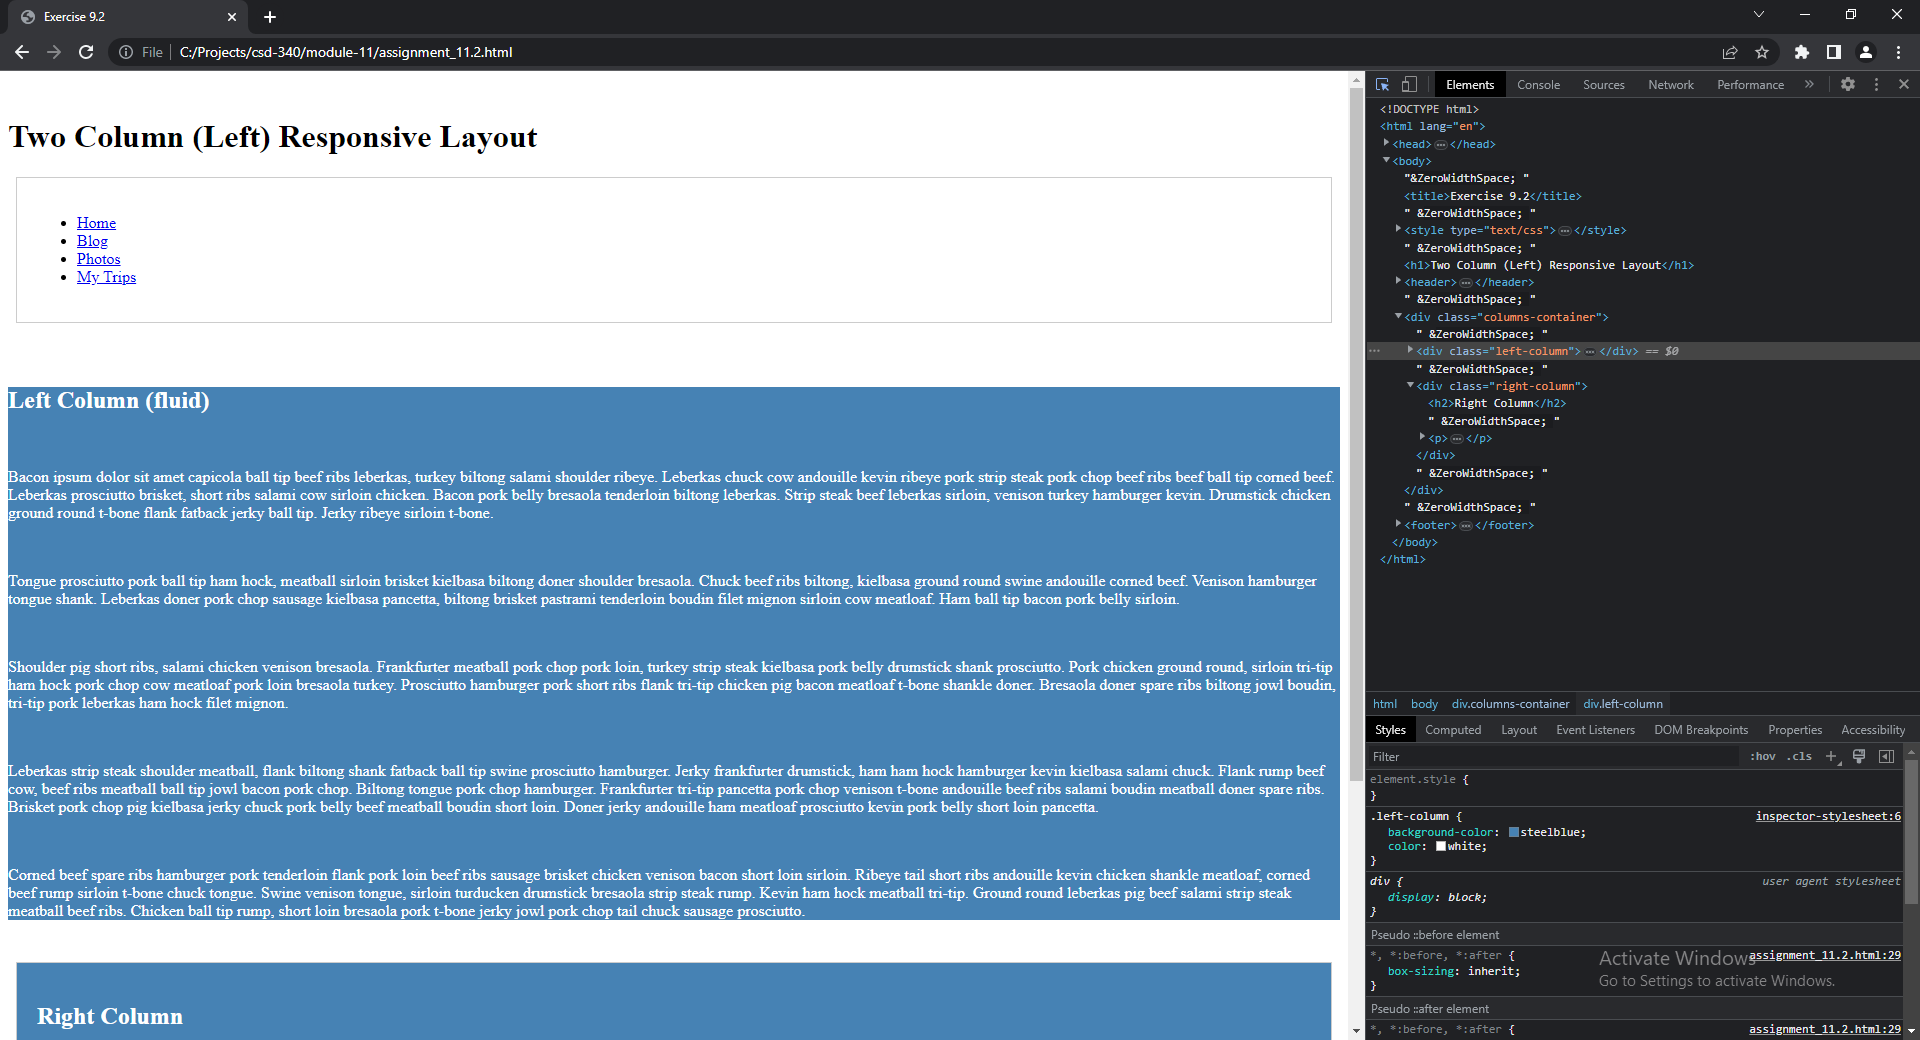 Exercise 9.2
File
C:/Projects/csd-340/module-11/assignment_11.2.html
Two Column (Left) Responsive Layout
Home
Blog
Photos
My Trips
Left Column (fluid)
Bacon ipsum dolor sit amet capicola ball tip beef ribs leberkas, turkey biltong salami shoulder ribeye. Leberkas chuck cow andouille kevin ribeye pork strip steak pork chop beef ribs beef ball tip corned beef.
Leberkas prosciutto brisket, short ribs salami cow sirloin chicken. Bacon pork belly bresaola tenderloin biltong leberkas. Strip steak beef leberkas sirloin, venison turkey hamburger kevin. Drumstick chicken
ground round t-bone flank fatback jerky ball tip. Jerky ribeye sirloin t-bone.
Tongue prosciutto pork ball tip ham hock, meatball sirloin brisket kielbasa biltong doner shoulder bresaola. Chuck beef ribs biltong, kielbasa ground round swine andouille corned beef. Venison hamburger
tongue shank. Leberkas doner pork chop sausage kielbasa pancetta, biltong brisket pastrami tenderloin boudin filet mignon sirloin cow meatloaf. Ham ball tip bacon pork belly sirloin.
Shoulder pig short ribs, salami chicken venison bresaola. Frankfurter meatball pork chop pork loin, turkey strip steak kielbasa pork belly drumstick shank prosciutto. Pork chicken ground round, sirloin tri-tip
ham hock pork chop cow meatloaf pork loin bresaola turkey. Prosciutto hamburger pork short ribs flank tri-tip chicken pig bacon meatloaf t-bone shankle doner. Bresaola doner spare ribs biltong jowl boudin,
tri-tip pork leberkas ham hock filet mignon.
Leberkas strip steak shoulder meatball, flank biltong shank fatback ball tip swine prosciutto hamburger. Jerky frankfurter drumstick, ham ham hock hamburger kevin kielbasa salami chuck. Flank rump beef
cow, beef ribs meatball ball tip jowl bacon pork chop. Biltong tongue pork chop hamburger. Frankfurter tri-tip pancetta pork chop venison t-bone andouille beef ribs salami boudin meatball doner spare ribs.
Brisket pork chop pig kielbasa jerky chuck pork belly beef meatball boudin short loin. Doner jerky andouille ham meatloaf prosciutto kevin pork belly short loin pancetta.
Corned beef spare ribs hamburger pork tenderloin flank pork loin beef ribs sausage brisket chicken venison bacon short loin sirloin. Ribeye tail short ribs andouille kevin chicken shankle meatloaf, corned
beef rump sirloin t-bone chuck tongue. Swine venison tongue, sirloin turducken drumstick bresaola strip steak rump. Kevin ham hock meatball tri-tip. Ground round leberkas pig beef salami strip steak
meatball beef ribs. Chicken ball tip rump, short loin bresaola pork t-bone jerky jowl pork chop tail chuck sausage prosciutto.
Right Column
Elements Console Sources Network Performance »
<!DOCTYPE html>
<html lang="en">
<head>…</head>
<body>
"&ZeroWidthSpace; "
<title>Exercise 9.2</title>
" &ZeroWidthSpace; "
<style type="text/css">…</style>
" &ZeroWidthSpace; "
<h1>Two Column (Left) Responsive Layout</h1>
<header>…</header>
" &ZeroWidthSpace; "
<div class="columns-container">
" &ZeroWidthSpace; "
<div class="left-column">…</div> == $0
" &ZeroWidthSpace; "
<div class="right-column">
<h2>Right Column</h2>
" &ZeroWidthSpace; "
<p>…</p>
</div>
" &ZeroWidthSpace; "
</div>
" &ZeroWidthSpace; "
<footer>…</footer>
</body>
</html>
html body div.columns-container div.left-column
Styles Computed Layout Event Listeners DOM Breakpoints Properties Accessibility
Filter :hov .cls +
element.style {
}
.left-column { inspector-stylesheet:6
background-color: steelblue;
color: white;
}
div { user agent stylesheet
display: block;
}
Pseudo ::before element
*, *:before, *:after { assignment_11.2.html:29
box-sizing: inherit;
}
Pseudo ::after element
*, *:before, *:after { assignment_11.2.html:29
Activate Windows
Go to Settings to activate Windows.